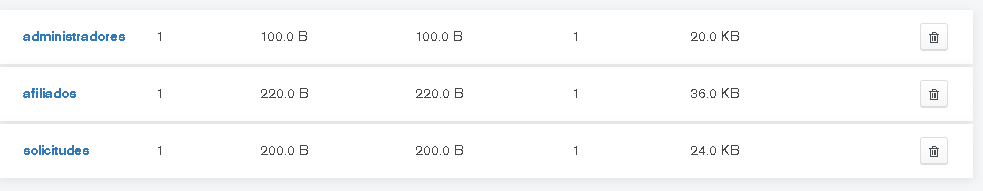 administradores 1 100.0 B 100.0 B 1 20.0 KB
afiliados 1 220.0 B 220.0 B 1 36.0 KB
solicitudes 1 200.0 B 200.0 B 1 24.0 KB